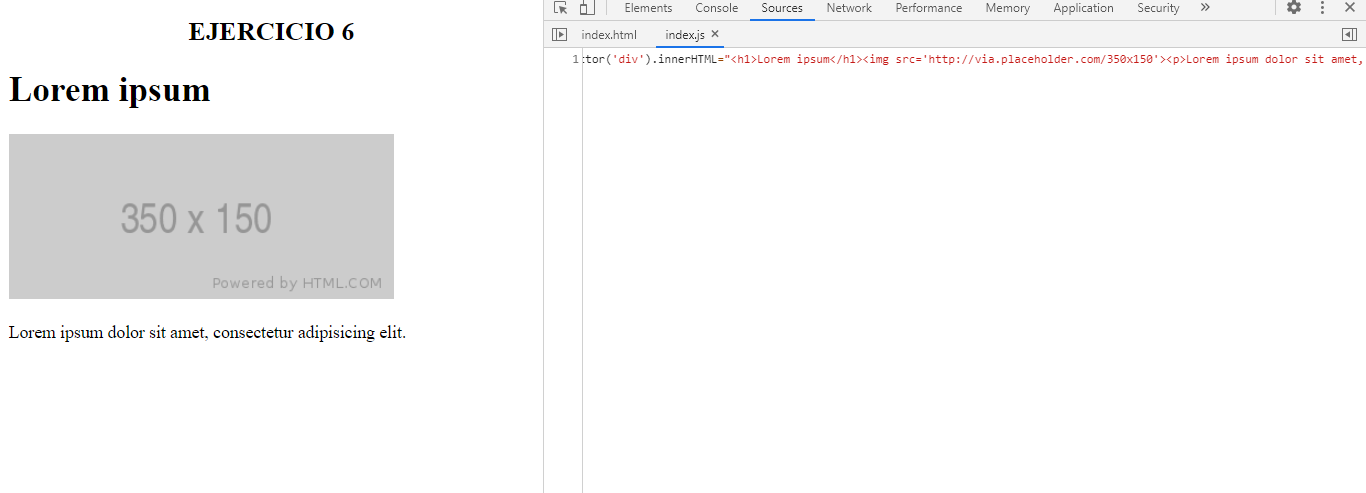 EJERCICIO 6
Lorem ipsum
350 x 150
Powered by HTML.COM
Lorem ipsum dolor sit amet, consectetur adipisicing elit.
Elements Console Sources Network Performance Memory Application Security »
index.html index.js ×
1 :tor('div').innerHTML="<h1>Lorem ipsum</h1><img src='http://via.placeholder.com/350x150'><p>Lorem ipsum dolor sit amet,